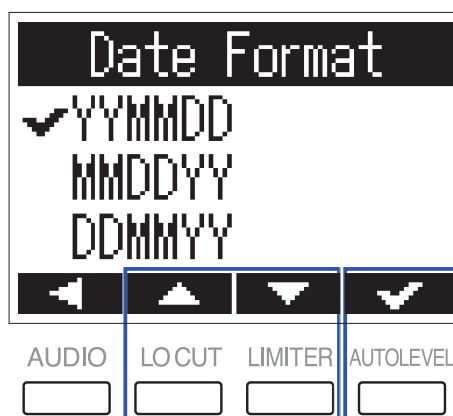 Date Format
YYMMDD
MMDDYY
DDMMYY
AUDIO LO CUT LIMITER AUTOLEVEL